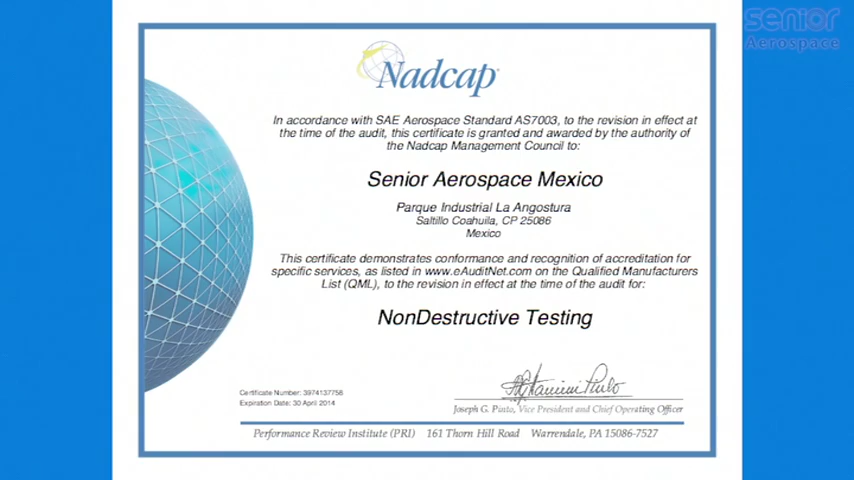 senior
Aerospace
Nadcap
In accordance with SAE Aerospace Standard AS7003, to the revision in effect at
the time of the audit, this certificate is granted and awarded by the authority of
the Nadcap Management Council to:
Senior Aerospace Mexico
Parque Industrial La Angostura
Saltillo Coahuila, CP 25086
Mexico
This certificate demonstrates conformance and recognition of accreditation for
specific services, as listed in www.eAuditNet.com on the Qualified Manufacturers
List (QML), to the revision in effect at the time of the audit for:
NonDestructive Testing
Certificate Number: 3974137758
Expiration Date: 30 April 2014
Joseph G. Pinto, Vice President and Chief Operating Officer
Performance Review Institute (PRI) 161 Thorn Hill Road Warrendale, PA 15086-7527